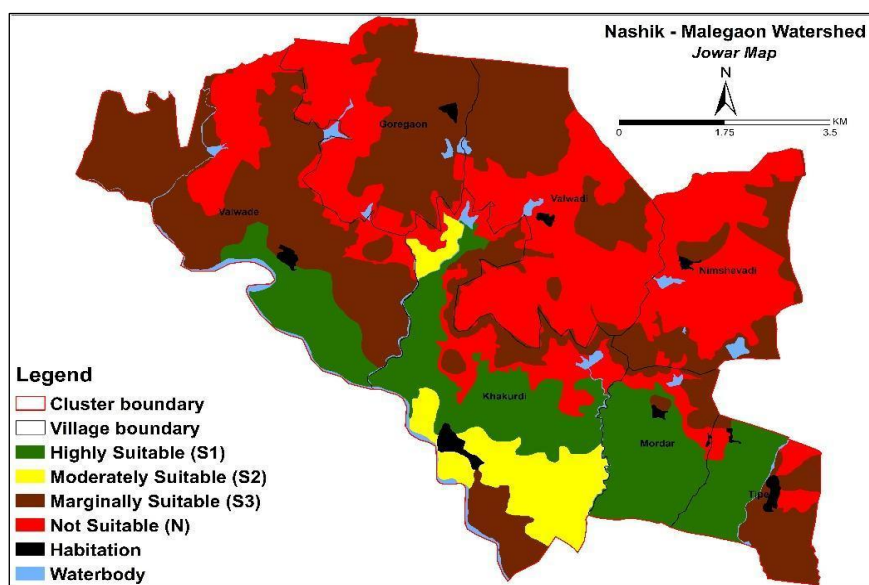 Nashik - Malegaon Watershed
Jowar Map
N
KM
0 1.75 3.5
Goregaon
Valwade
Valwadi
Nimshevadi
Khakurdi
Mordar
Tipe
Legend
Cluster boundary
Village boundary
Highly Suitable (S1)
Moderately Suitable (S2)
Marginally Suitable (S3)
Not Suitable (N)
Habitation
Waterbody